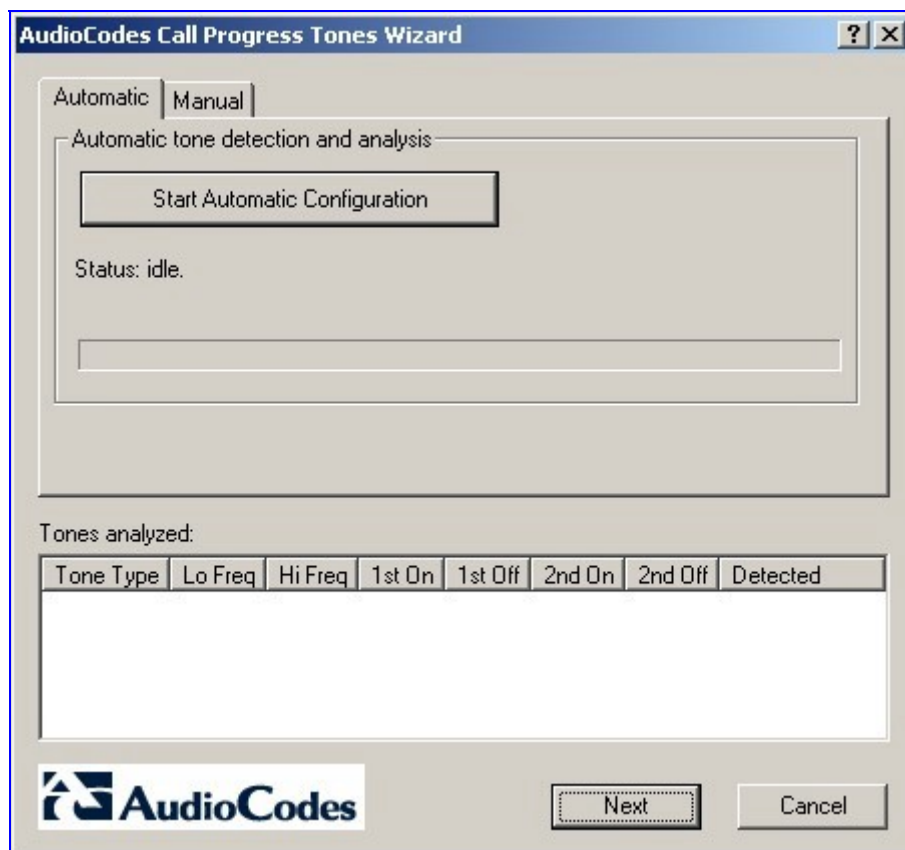 AudioCodes Call Progress Tones Wizard
Automatic Manual
Automatic tone detection and analysis
Start Automatic Configuration
Status: idle.
Tones analyzed:
Tone Type Lo Freq Hi Freq 1st On 1st Off 2nd On 2nd Off Detected
AudioCodes
Next Cancel